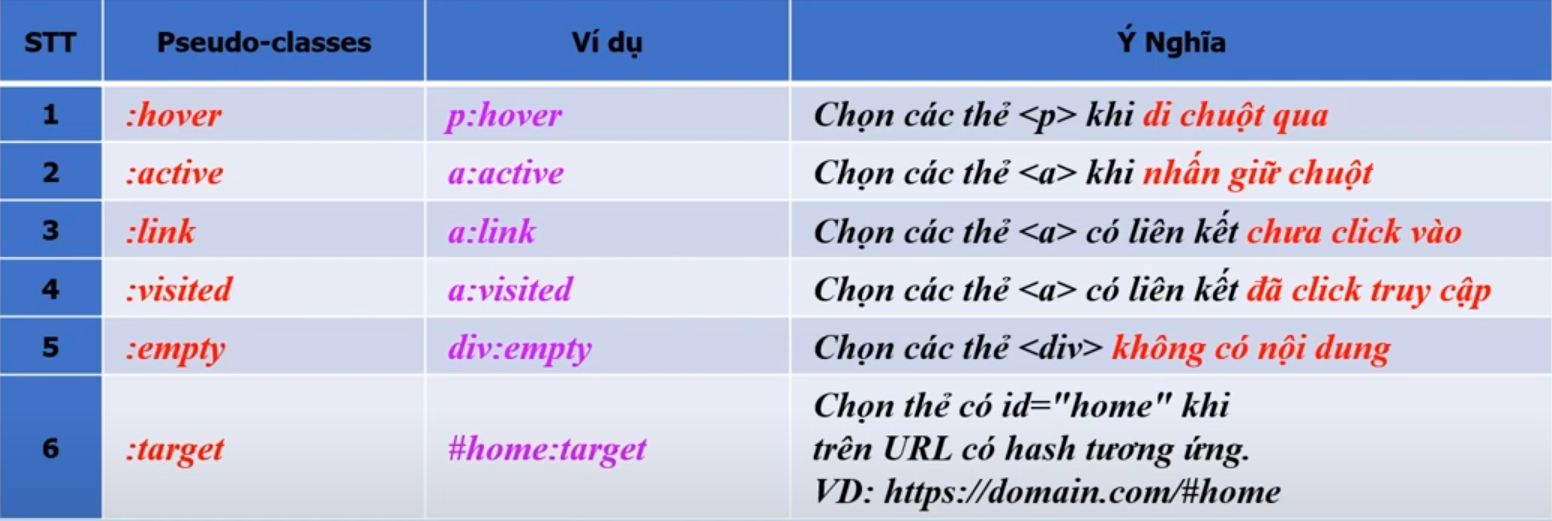 STT Pseudo-classes Ví dụ Ý Nghĩa
1 :hover p:hover Chọn các thẻ <p> khi di chuột qua
2 :active a:active Chọn các thẻ <a> khi nhấn giữ chuột
3 :link a:link Chọn các thẻ <a> có liên kết chưa click vào
4 :visited a:visited Chọn các thẻ <a> có liên kết đã click truy cập
5 :empty div:empty Chọn các thẻ <div> không có nội dung
6 :target #home:target Chọn thẻ có id="home" khi
trên URL có hash tương ứng.
VD: https://domain.com/#home